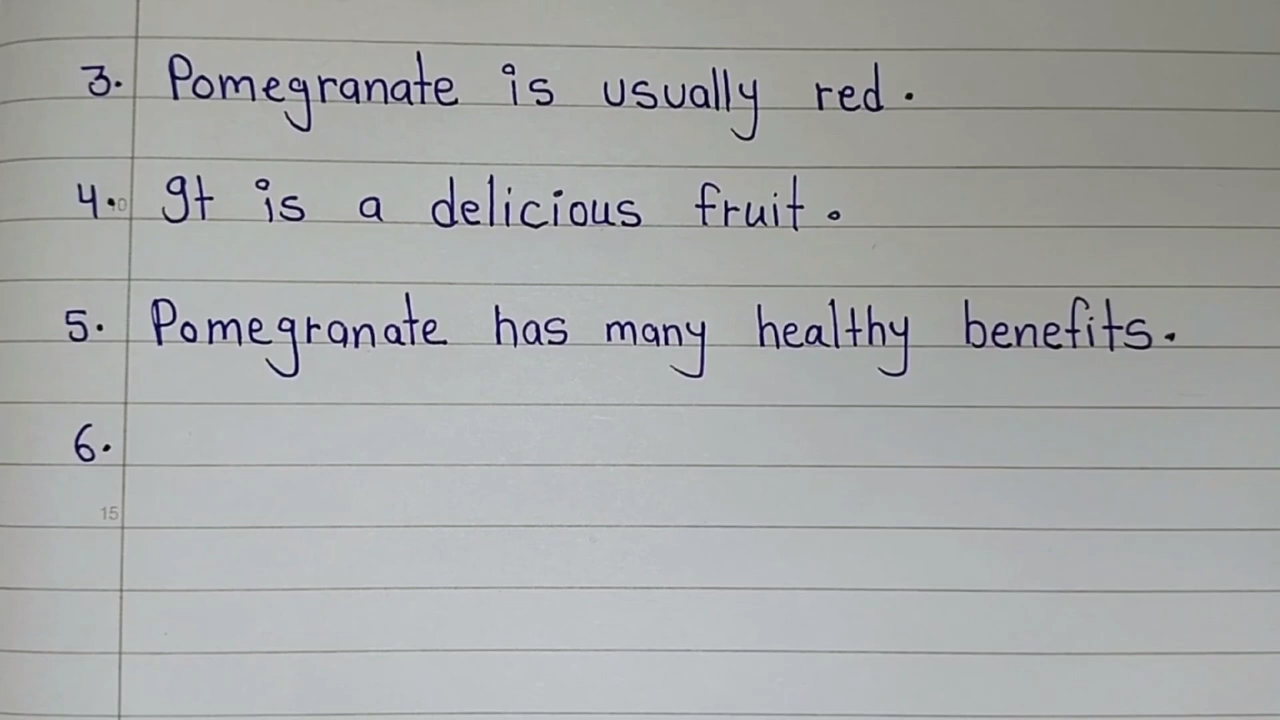 3. Pomegranate is usually red.
4. It is a delicious fruit.
5. Pomegranate has many healthy benefits.
6.
15